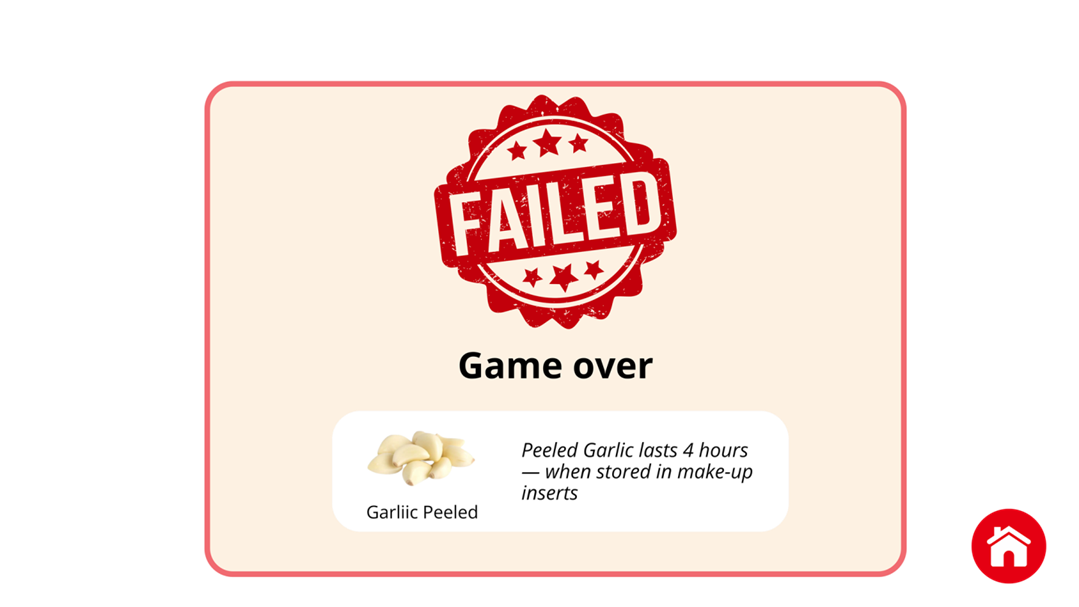 FAILED
Game over
Peeled Garlic lasts 4 hours
— when stored in make-up
inserts
Garliic Peeled